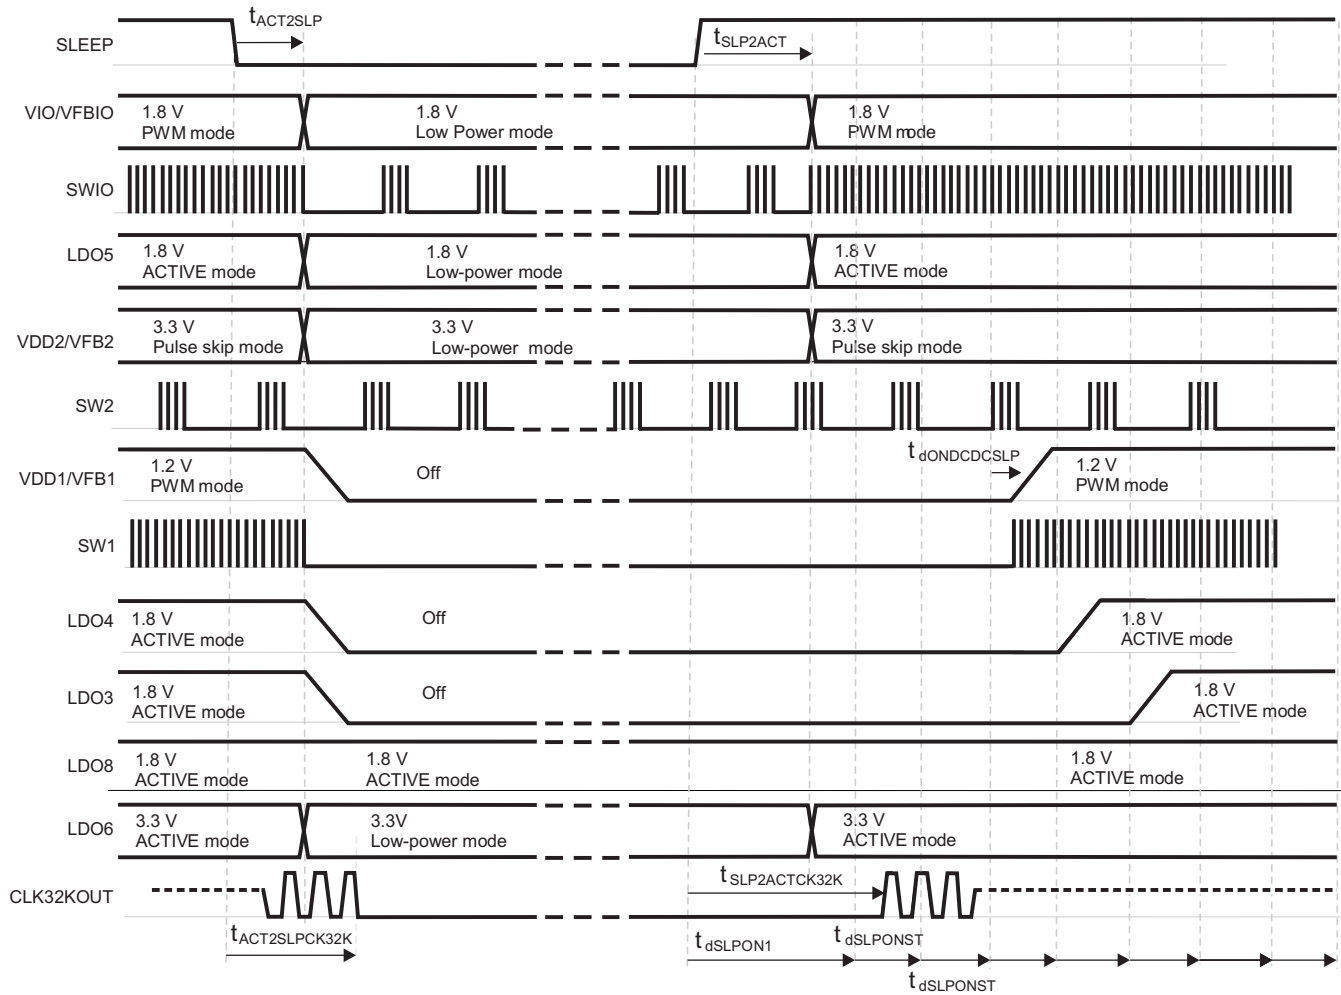 tACT2SLP
SLEEP
tSLP2ACT
VIO/VFBIO
1.8 V
PWM mode
1.8 V
Low Power mode
1.8 V
PWM mode
SWIO
LDO5
1.8 V
ACTIVE mode
1.8 V
Low-power mode
1.8 V
ACTIVE mode
VDD2/VFB2
3.3 V
Pulse skip mode
3.3 V
Low-power mode
3.3 V
Pulse skip mode
SW2
VDD1/VFB1
1.2 V
PWM mode
Off
tdONDCDCSLP
1.2 V
PWM mode
SW1
LDO4
1.8 V
ACTIVE mode
Off
1.8 V
ACTIVE mode
LDO3
1.8 V
ACTIVE mode
Off
1.8 V
ACTIVE mode
LDO8
1.8 V
ACTIVE mode
1.8 V
ACTIVE mode
1.8 V
ACTIVE mode
LDO6
3.3 V
ACTIVE mode
3.3V
Low-power mode
3.3 V
ACTIVE mode
CLK32KOUT
tSLP2ACTCK32K
tACT2SLPCK32K
tdSLPON1
tdSLPONST
tdSLPONST